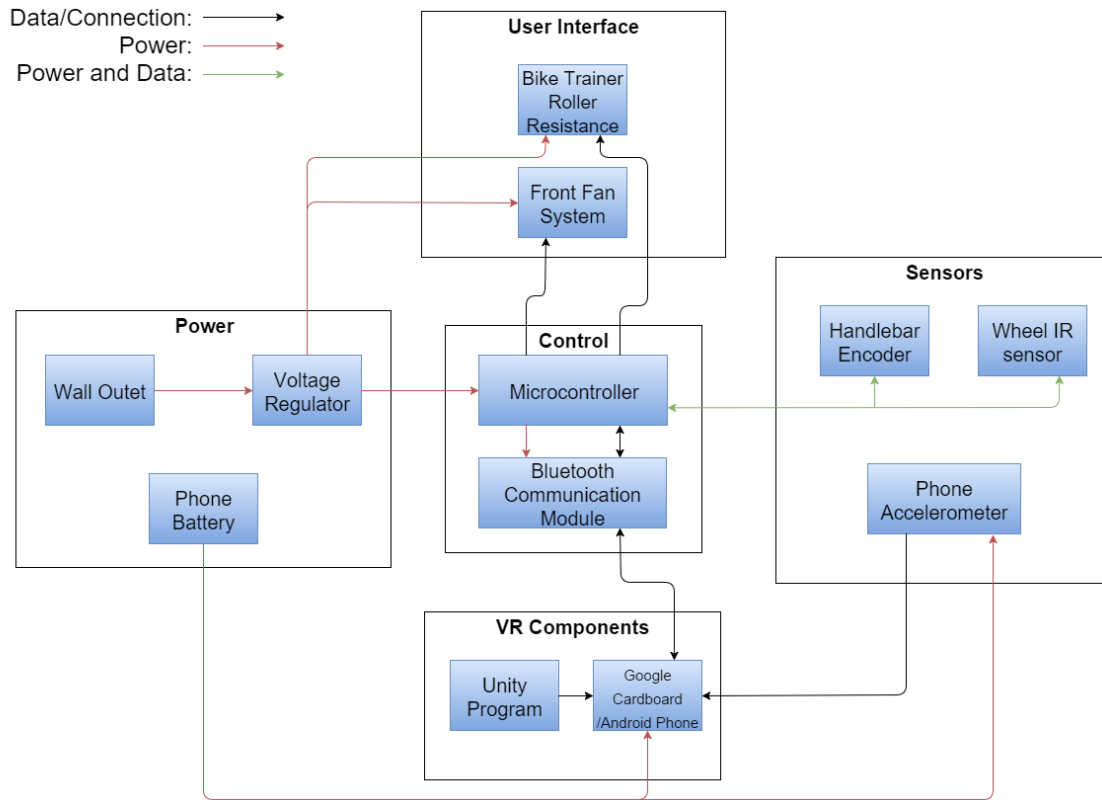 Data/Connection:
Power:
Power and Data:
User Interface
Bike Trainer
Roller
Resistance
Front Fan
System
Power
Wall Outet
Voltage
Regulator
Phone
Battery
Control
Microcontroller
Bluetooth
Communication
Module
Sensors
Handlebar
Encoder
Wheel IR
sensor
Phone
Accelerometer
VR Components
Unity
Program
Google
Cardboard
/Android Phone